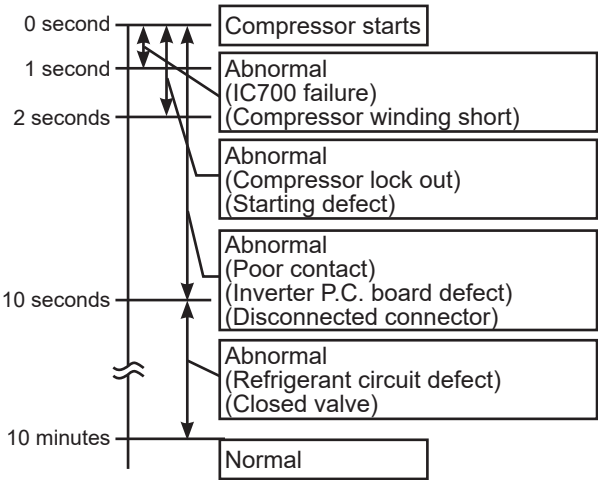 0 second
Compressor starts
1 second
Abnormal
(IC700 failure)
(Compressor winding short)
2 seconds
Abnormal
(Compressor lock out)
(Starting defect)
Abnormal
(Poor contact)
(Inverter P.C. board defect)
(Disconnected connector)
10 seconds
Abnormal
(Refrigerant circuit defect)
(Closed valve)
10 minutes
Normal